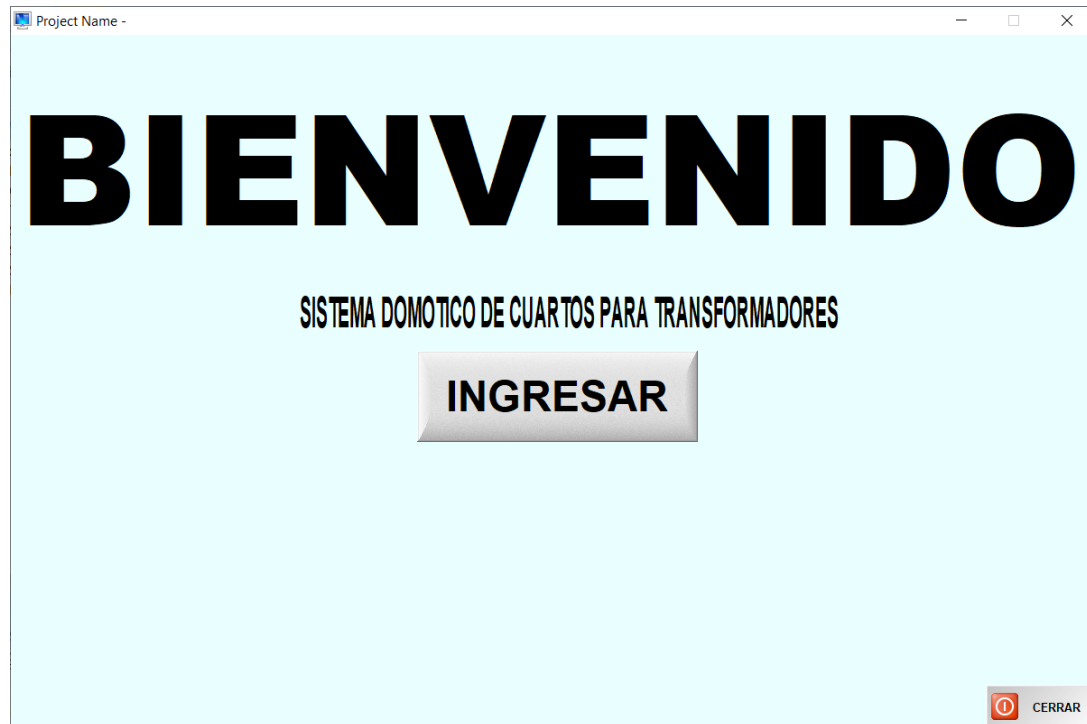 Project Name -
BIENVENIDO
SISTEMA DOMOTICO DE CUARTOS PARA TRANSFORMADORES
INGRESAR
CERRAR